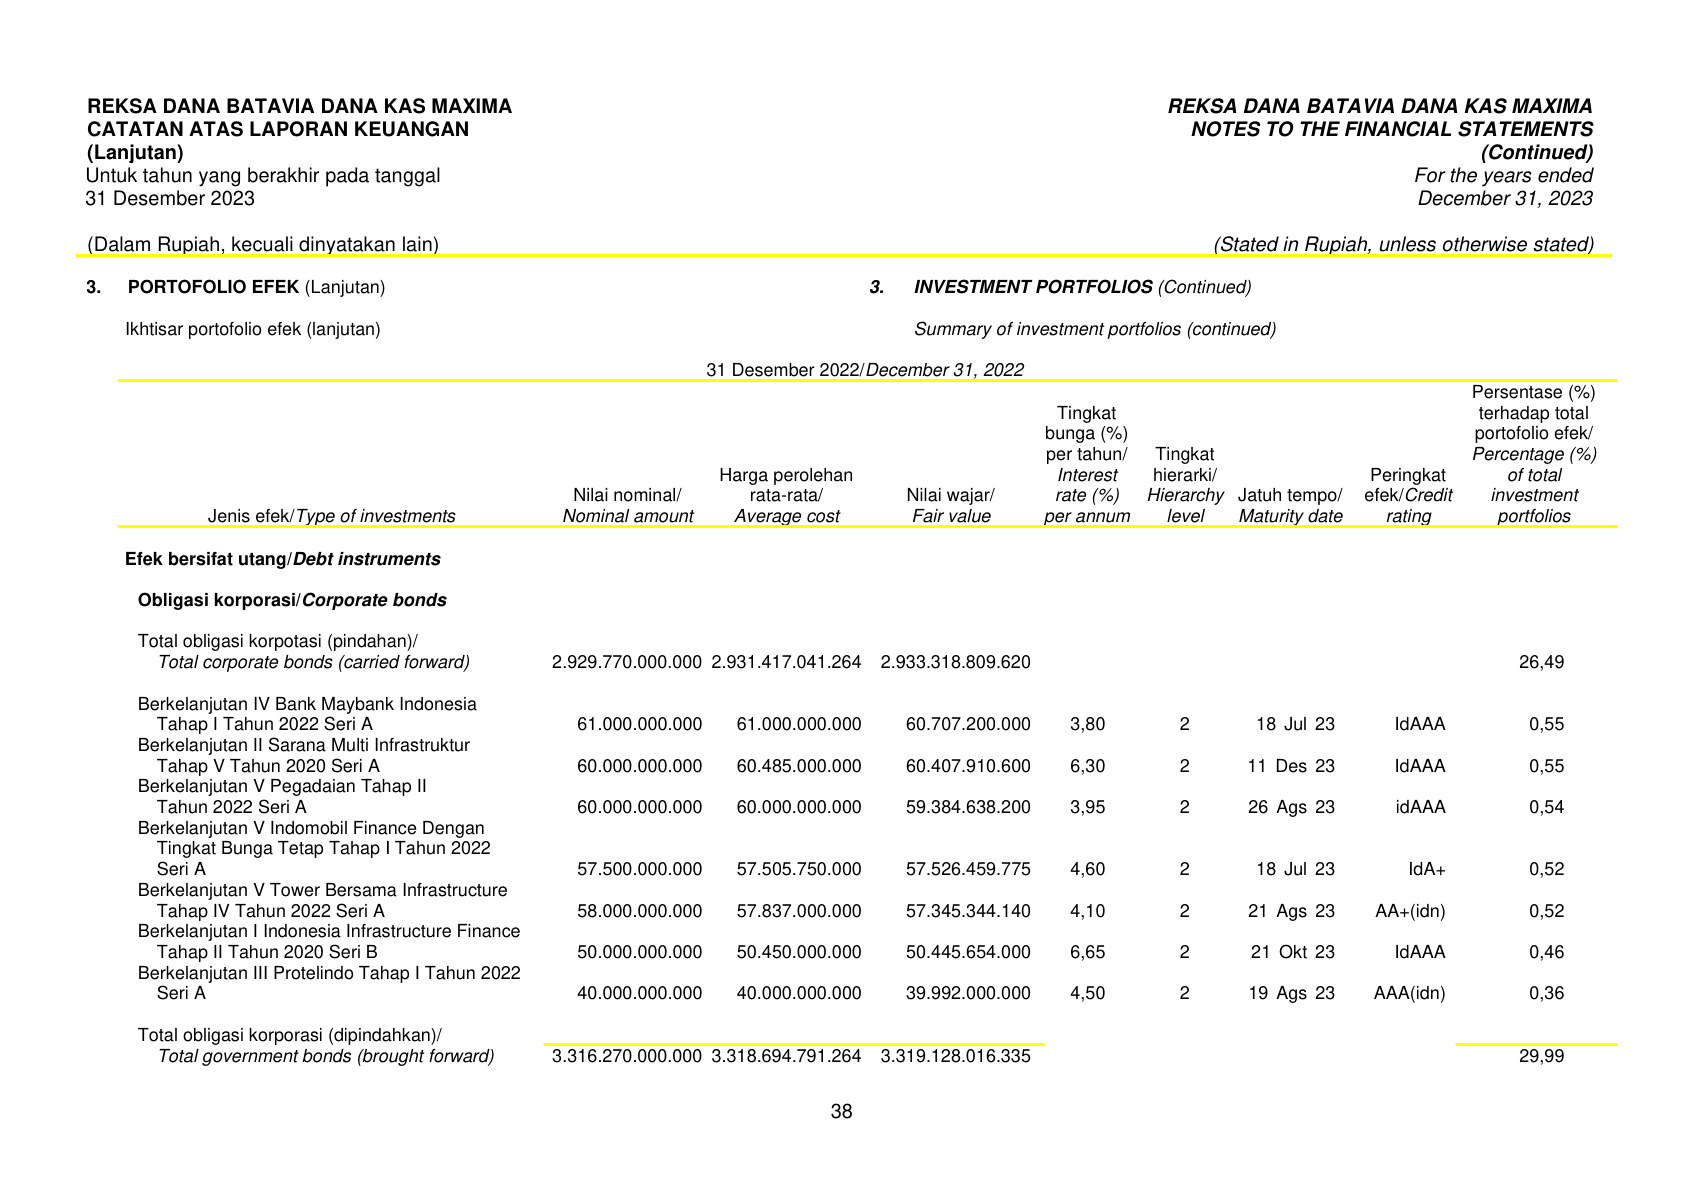 REKSA DANA BATAVIA DANA KAS MAXIMA
CATATAN ATAS LAPORAN KEUANGAN
(Lanjutan)
Untuk tahun yang berakhir pada tanggal
31 Desember 2023
(Dalam Rupiah, kecuali dinyatakan lain)
REKSA DANA BATAVIA DANA KAS MAXIMA
NOTES TO THE FINANCIAL STATEMENTS
(Continued)
For the years ended
December 31, 2023
(Stated in Rupiah, unless otherwise stated)
3. PORTOFOLIO EFEK (Lanjutan)
Ikhtisar portofolio efek (lanjutan)
3. INVESTMENT PORTFOLIOS (Continued)
Summary of investment portfolios (continued)
31 Desember 2022/December 31, 2022
Jenis efek/Type of investments
Nilai nominal/
Nominal amount
Harga perolehan
rata-rata/
Average cost
Nilai wajar/
Fair value
Tingkat
bunga (%)
per tahun/
Interest
rate (%)
per annum
Tingkat
hierarki/
Hierarchy
level
Jatuh tempo/
Maturity date
Peringkat
efek/Credit
rating
Persentase (%)
terhadap total
portofolio efek/
Percentage (%)
of total
investment
portfolios
Efek bersifat utang/Debt instruments
Obligasi korporasi/Corporate bonds
Total obligasi korpotasi (pindahan)/
Total corporate bonds (carried forward) 2.929.770.000.000 2.931.417.041.264 2.933.318.809.620 26,49
Berkelanjutan IV Bank Maybank Indonesia
Tahap I Tahun 2022 Seri A 61.000.000.000 61.000.000.000 60.707.200.000 3,80 2 18 Jul 23 IdAAA 0,55
Berkelanjutan II Sarana Multi Infrastruktur
Tahap V Tahun 2020 Seri A 60.000.000.000 60.485.000.000 60.407.910.600 6,30 2 11 Des 23 IdAAA 0,55
Berkelanjutan V Pegadaian Tahap II
Tahun 2022 Seri A 60.000.000.000 60.000.000.000 59.384.638.200 3,95 2 26 Ags 23 idAAA 0,54
Berkelanjutan V Indomobil Finance Dengan
Tingkat Bunga Tetap Tahap I Tahun 2022
Seri A 57.500.000.000 57.505.750.000 57.526.459.775 4,60 2 18 Jul 23 IdA+ 0,52
Berkelanjutan V Tower Bersama Infrastructure
Tahap IV Tahun 2022 Seri A 58.000.000.000 57.837.000.000 57.345.344.140 4,10 2 21 Ags 23 AA+(idn) 0,52
Berkelanjutan I Indonesia Infrastructure Finance
Tahap II Tahun 2020 Seri B 50.000.000.000 50.450.000.000 50.445.654.000 6,65 2 21 Okt 23 IdAAA 0,46
Berkelanjutan III Protelindo Tahap I Tahun 2022
Seri A 40.000.000.000 40.000.000.000 39.992.000.000 4,50 2 19 Ags 23 AAA(idn) 0,36
Total obligasi korporasi (dipindahkan)/
Total government bonds (brought forward) 3.316.270.000.000 3.318.694.791.264 3.319.128.016.335 29,99
38